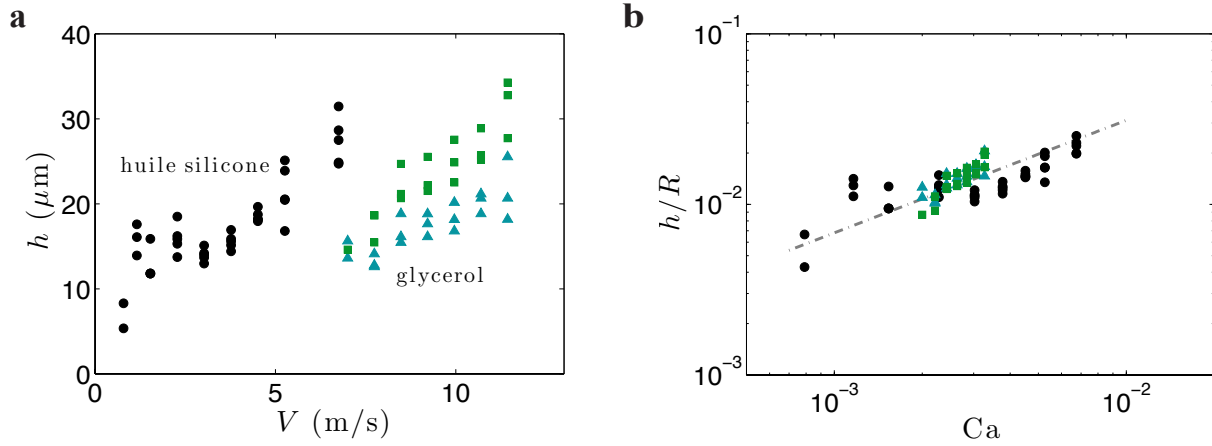 a
40
30
20
10
0
h (μm)
huile silicone
glycerol
0
5
10
V (m/s)
b
10⁻¹
10⁻²
10⁻³
h/R
10⁻³
10⁻²
Ca